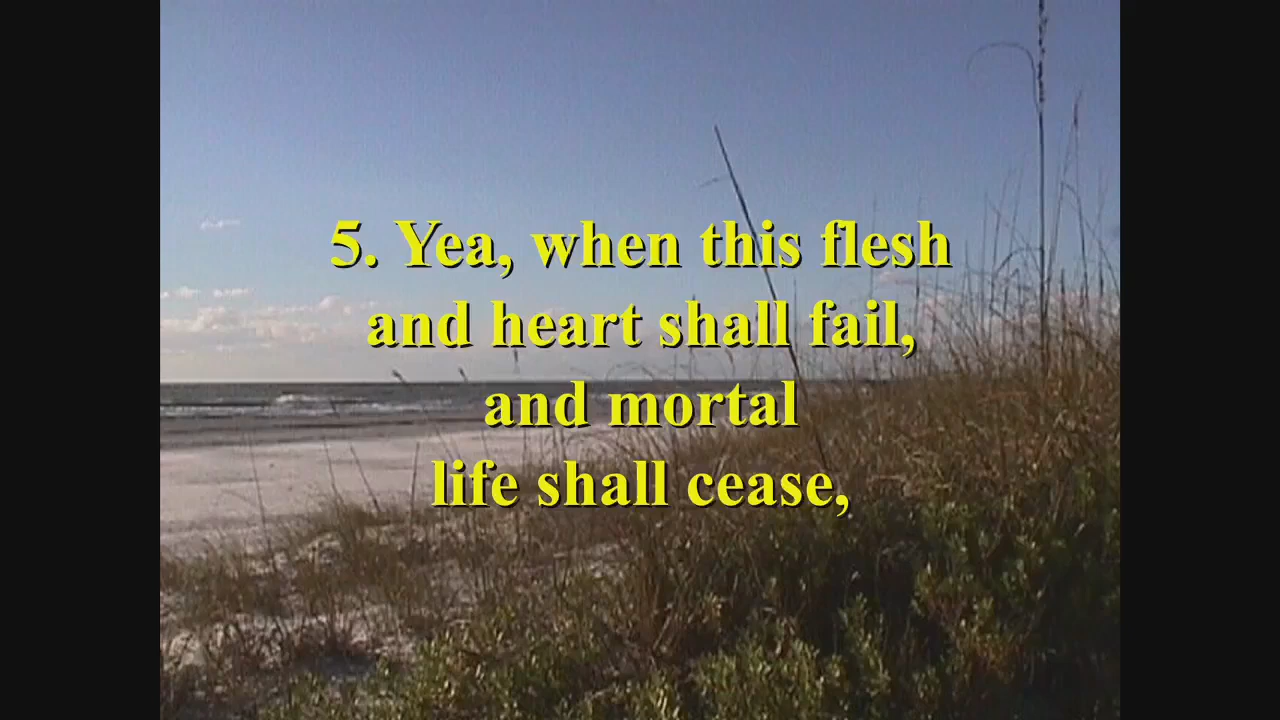 5. Yea, when this flesh
and heart shall fail,
and mortal
life shall cease,